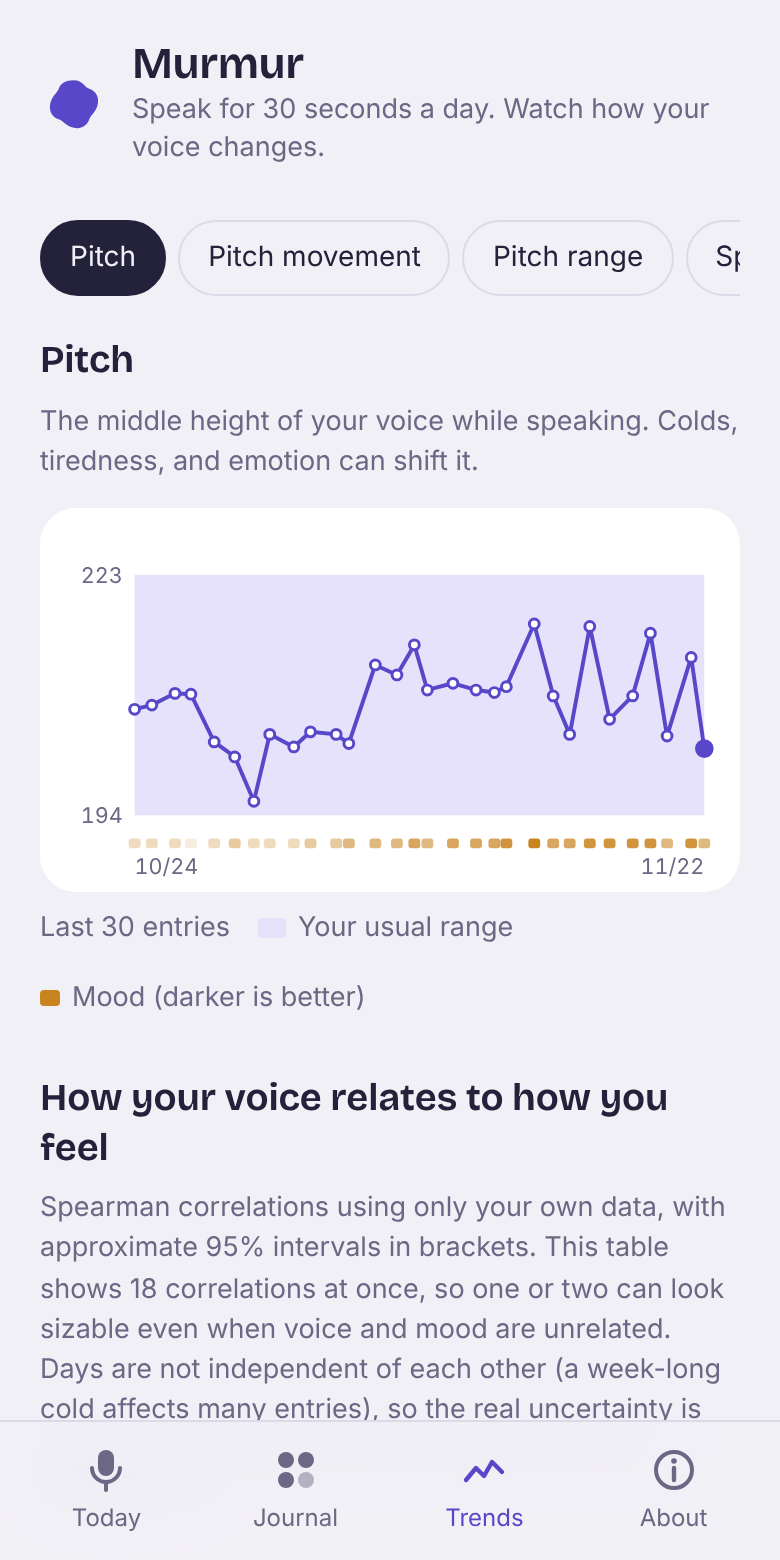 Murmur
Speak for 30 seconds a day. Watch how your
voice changes.
Pitch
Pitch movement
Pitch range
Pitch
The middle height of your voice while speaking. Colds,
tiredness, and emotion can shift it.
223
194
10/24
11/22
Last 30 entries
Your usual range
Mood (darker is better)
How your voice relates to how you
feel
Spearman correlations using only your own data, with
approximate 95% intervals in brackets. This table
shows 18 correlations at once, so one or two can look
sizable even when voice and mood are unrelated.
Days are not independent of each other (a week-long
cold affects many entries), so the real uncertainty is
Today
Journal
Trends
About